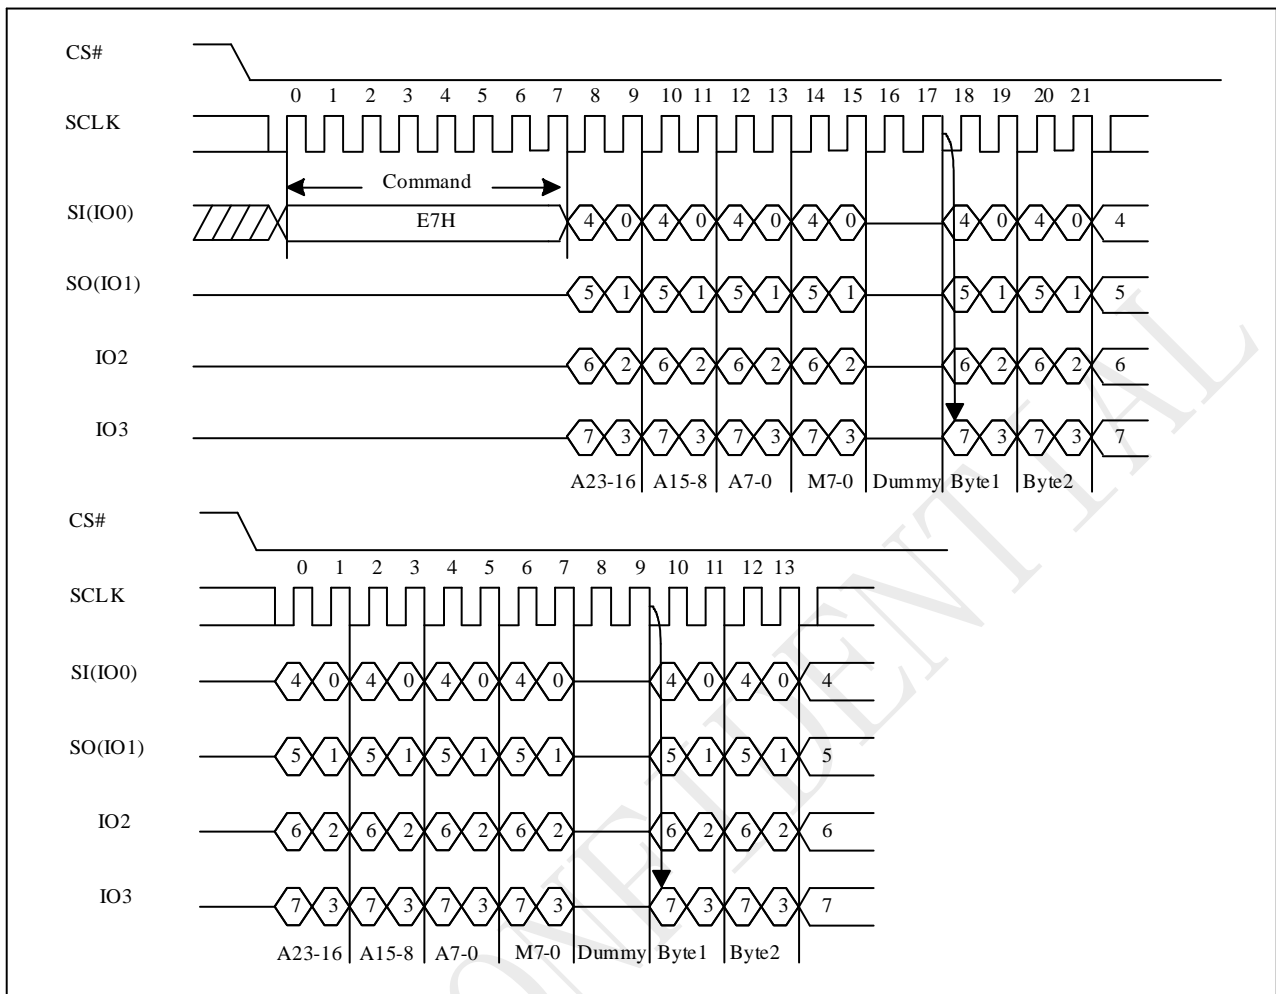 CS#
0 1 2 3 4 5 6 7 8 9 10 11 12 13 14 15 16 17 18 19 20 21
SCLK
Command
SI(IO0) E7H 4 0 4 0 4 0 4 0 4 0 4 0 4
SO(IO1) 5 1 5 1 5 1 5 1 5 1 5 1 5
IO2 6 2 6 2 6 2 6 2 6 2 6 2 6
IO3 7 3 7 3 7 3 7 3 7 3 7 3 7
A23-16 A15-8 A7-0 M7-0 Dummy Byte1 Byte2
CS#
0 1 2 3 4 5 6 7 8 9 10 11 12 13
SCLK
SI(IO0) 4 0 4 0 4 0 4 0 4 0 4 0 4
SO(IO1) 5 1 5 1 5 1 5 1 5 1 5 1 5
IO2 6 2 6 2 6 2 6 2 6 2 6 2 6
IO3 7 3 7 3 7 3 7 3 7 3 7 3 7
A23-16 A15-8 A7-0 M7-0 Dummy Byte1 Byte2
ONFIDENTIAL